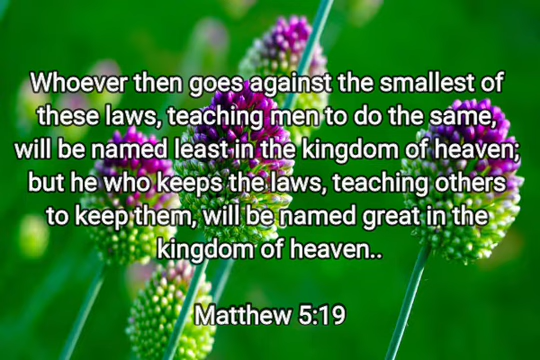 Whoever then goes against the smallest of
these laws, teaching men to do the same,
will be named least in the kingdom of heaven;
but he who keeps the laws, teaching others
to keep them, will be named great in the
kingdom of heaven..
Matthew 5:19